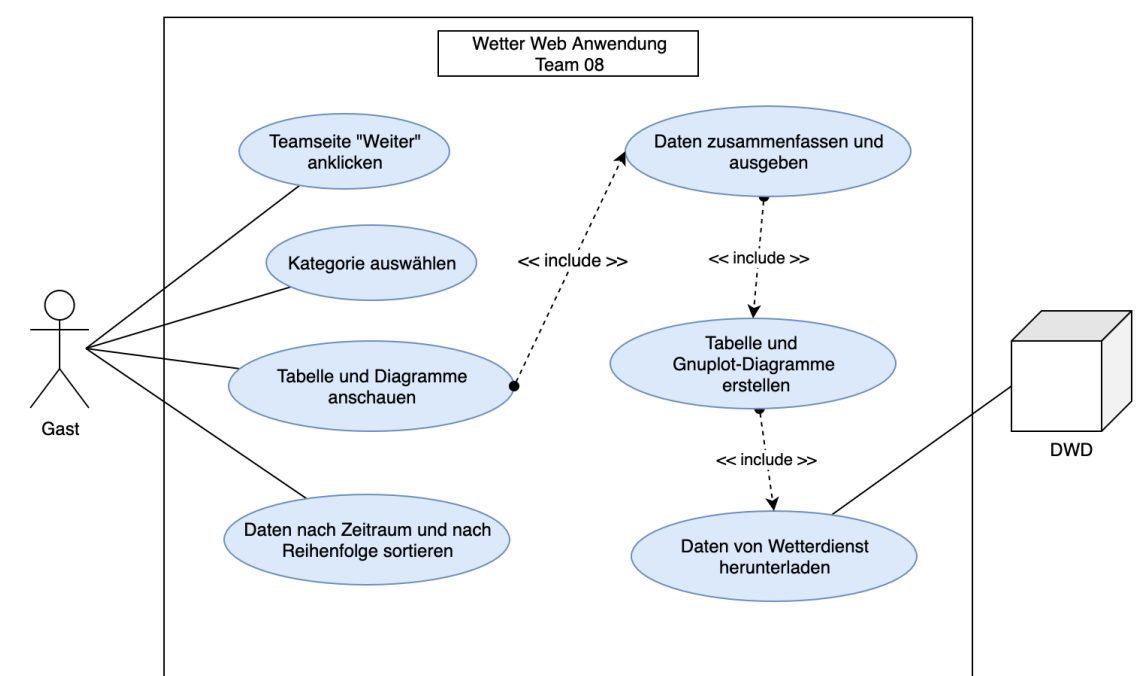 Wetter Web Anwendung
Team 08
Teamseite "Weiter"
anklicken
Kategorie auswählen
Tabelle und Diagramme
anschauen
Daten nach Zeitraum und nach
Reihenfolge sortieren
<< include >>
Daten zusammenfassen und
ausgeben
<< include >>
Tabelle und
Gnuplot-Diagramme
erstellen
<< include >>
Daten von Wetterdienst
herunterladen
Gast
DWD